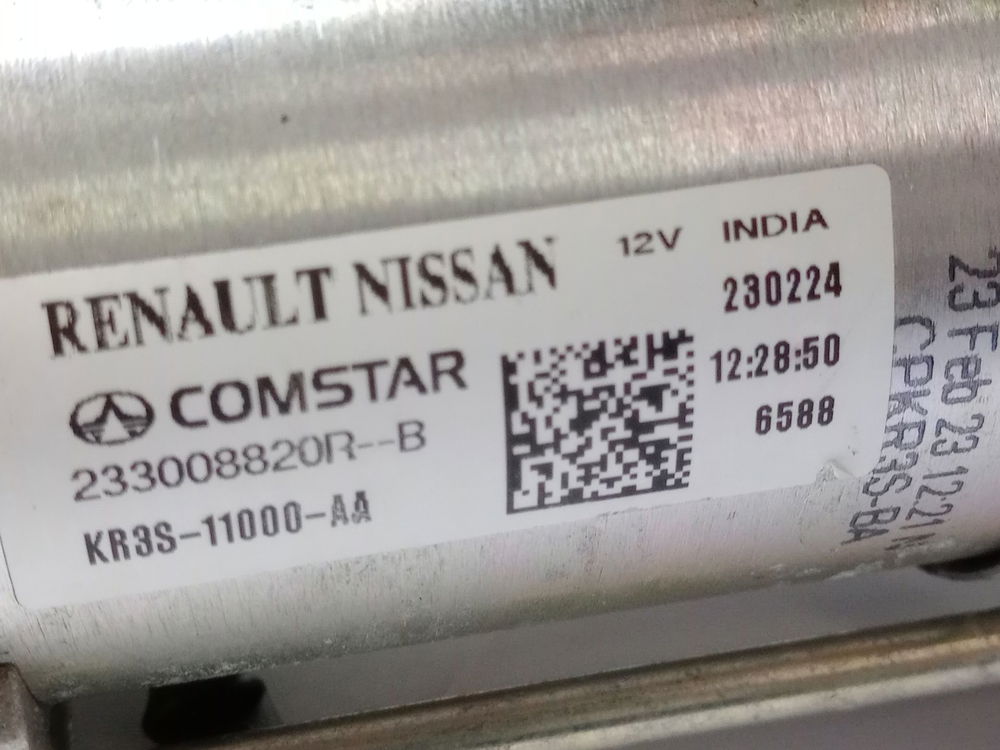 RENAULT NISSAN 12V INDIA
230224
COMSTAR 12:28:50
233008820R--B 6588
KR3S-11000-AA
23 Feb 23 12:21
CPKR3S-BA